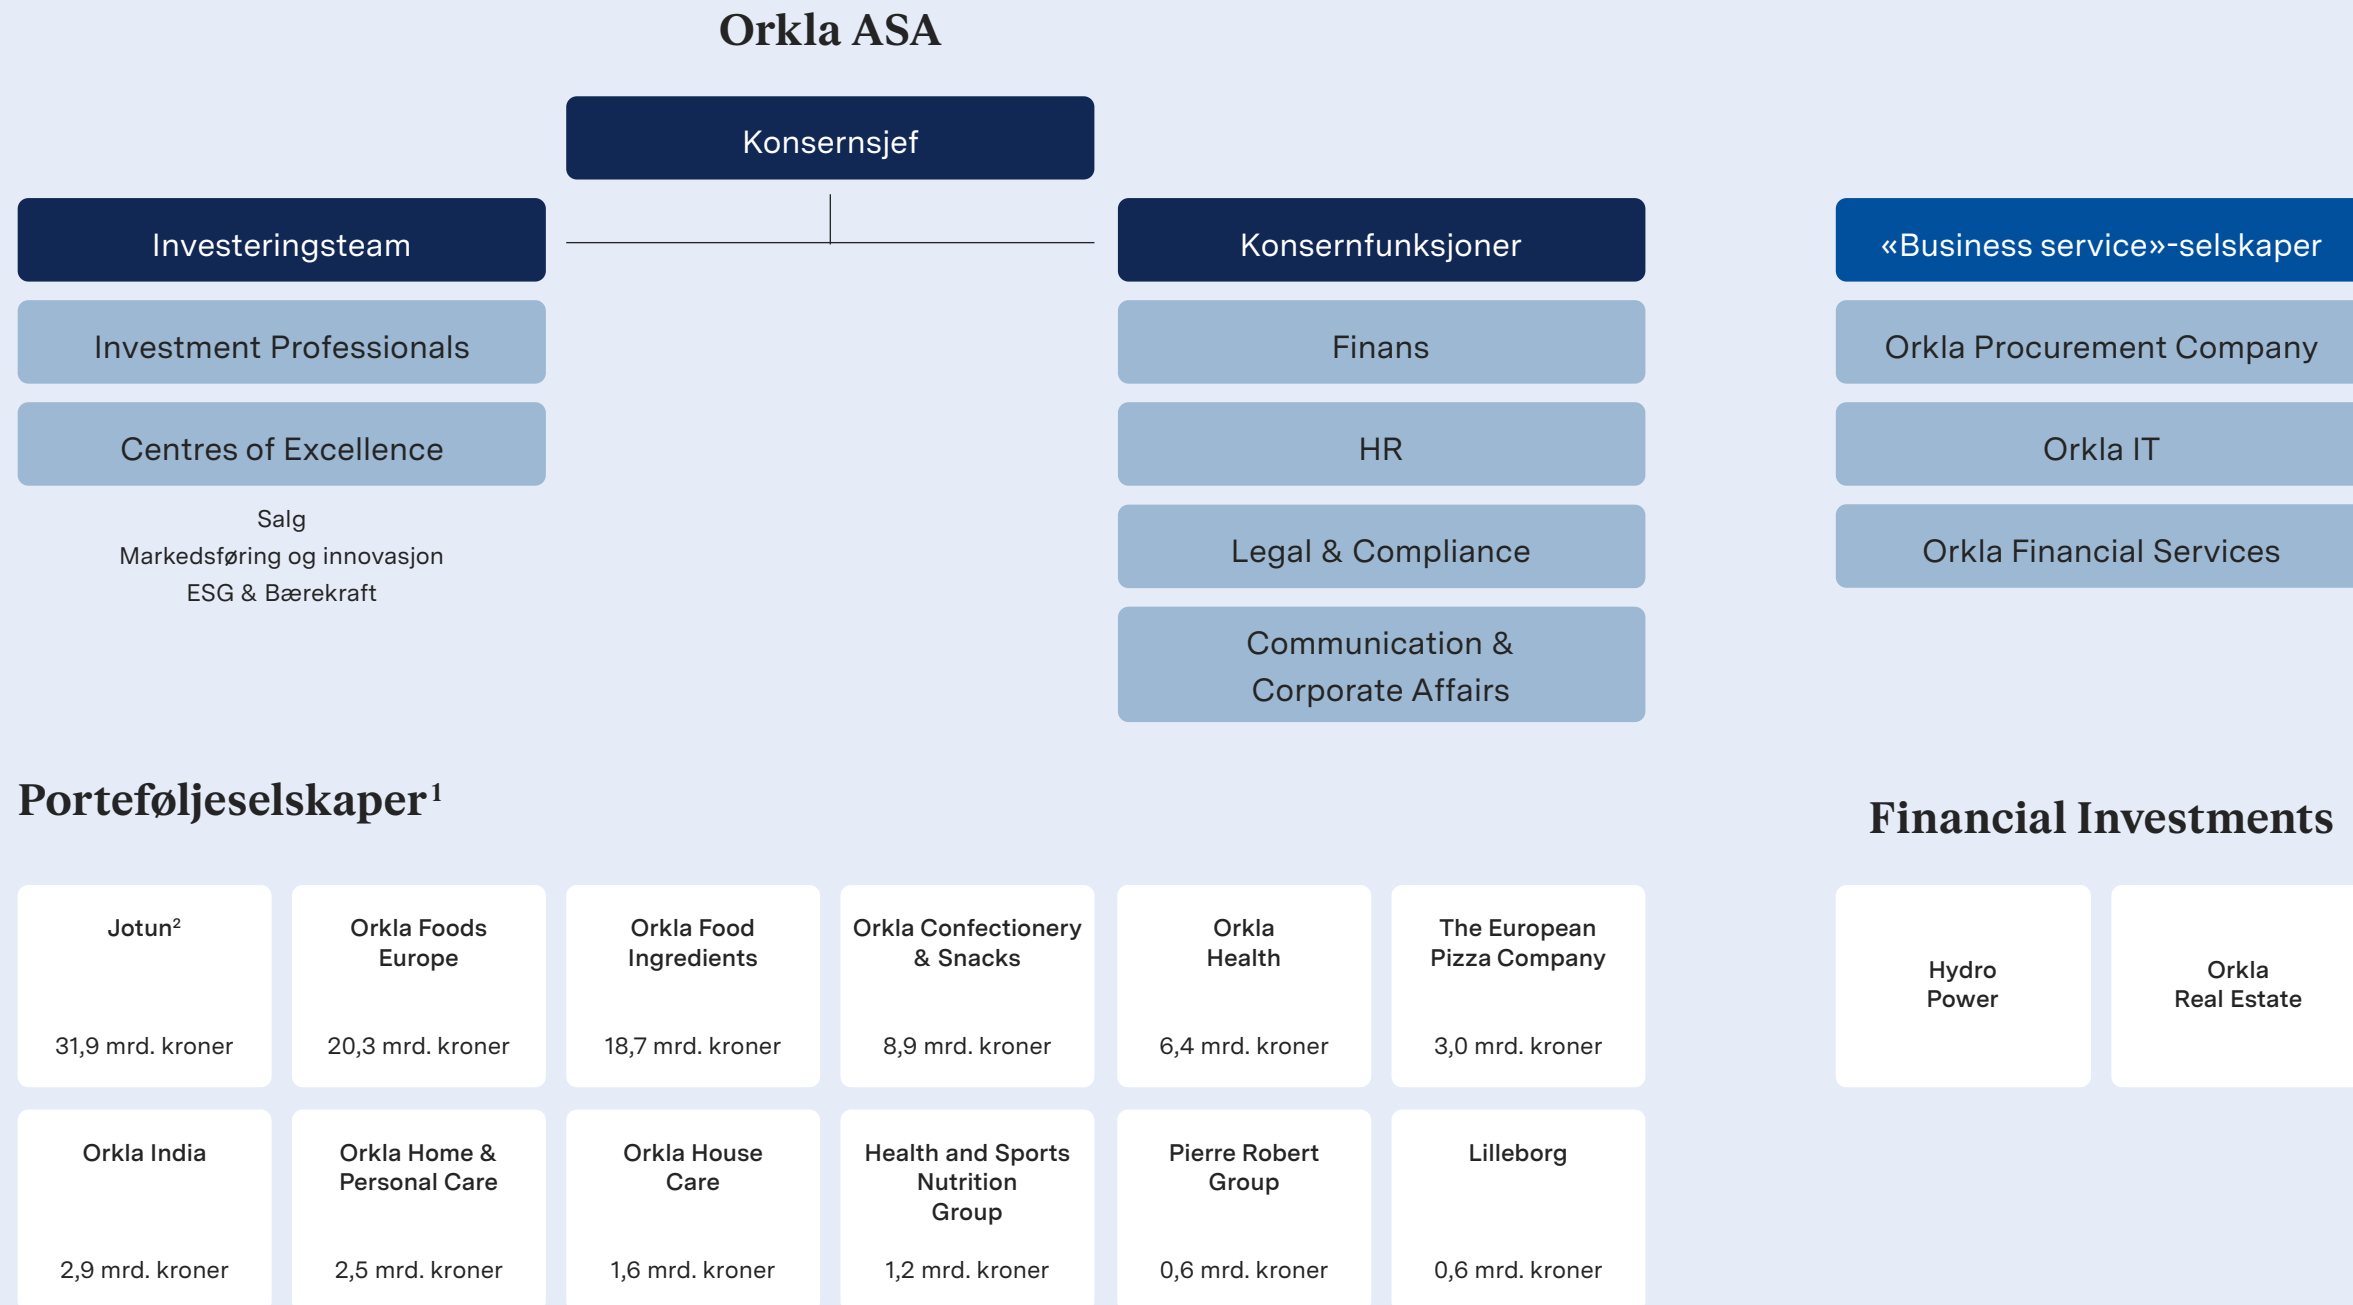 Orkla ASA
Konsernsjef
Investeringsteam
Investment Professionals
Centres of Excellence
Salg
Markedsføring og innovasjon
ESG & Bærekraft
Konsernfunksjoner
Finans
HR
Legal & Compliance
Communication &
Corporate Affairs
«Business service»-selskaper
Orkla Procurement Company
Orkla IT
Orkla Financial Services
Porteføljeselskaper¹
Jotun²
31,9 mrd. kroner
Orkla Foods
Europe
20,3 mrd. kroner
Orkla Food
Ingredients
18,7 mrd. kroner
Orkla Confectionery
& Snacks
8,9 mrd. kroner
Orkla
Health
6,4 mrd. kroner
The European
Pizza Company
3,0 mrd. kroner
Orkla India
2,9 mrd. kroner
Orkla Home &
Personal Care
2,5 mrd. kroner
Orkla House
Care
1,6 mrd. kroner
Health and Sports
Nutrition
Group
1,2 mrd. kroner
Pierre Robert
Group
0,6 mrd. kroner
Lilleborg
0,6 mrd. kroner
Financial Investments
Hydro
Power
Orkla
Real Estate